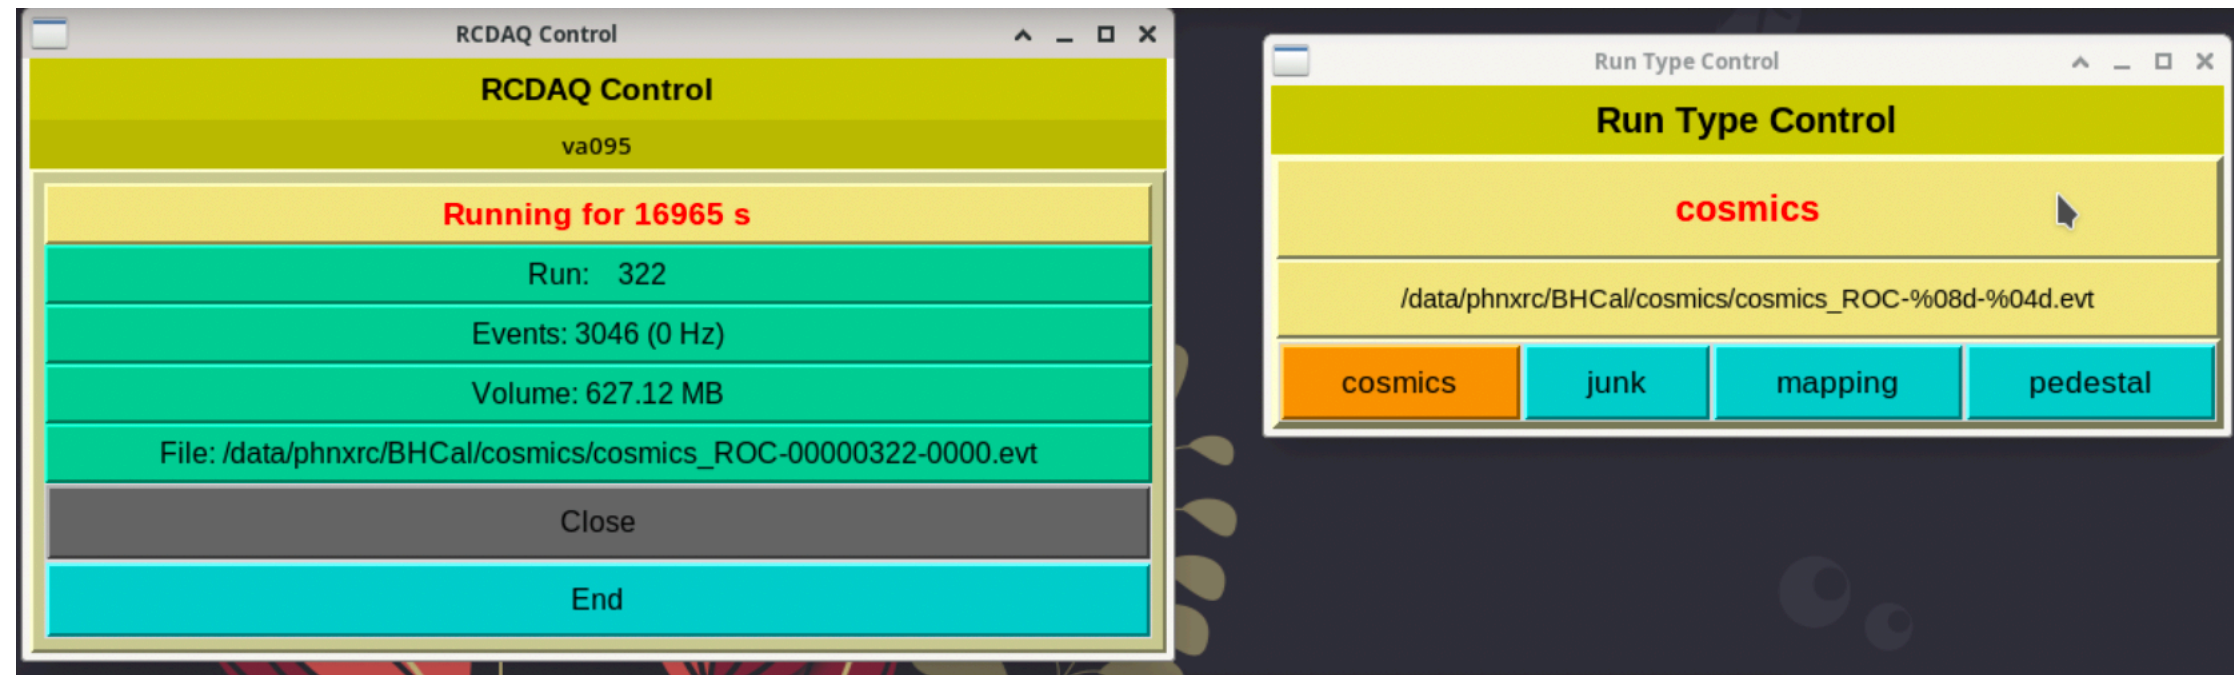 RCDAQ Control
RCDAQ Control
va095
Running for 16965 s
Run: 322
Events: 3046 (0 Hz)
Volume: 627.12 MB
File: /data/phnxrc/BHCal/cosmics/cosmics_ROC-00000322-0000.evt
Close
End
Run Type Control
Run Type Control
cosmics
/data/phnxrc/BHCal/cosmics/cosmics_ROC-%08d-%04d.evt
cosmics junk mapping pedestal